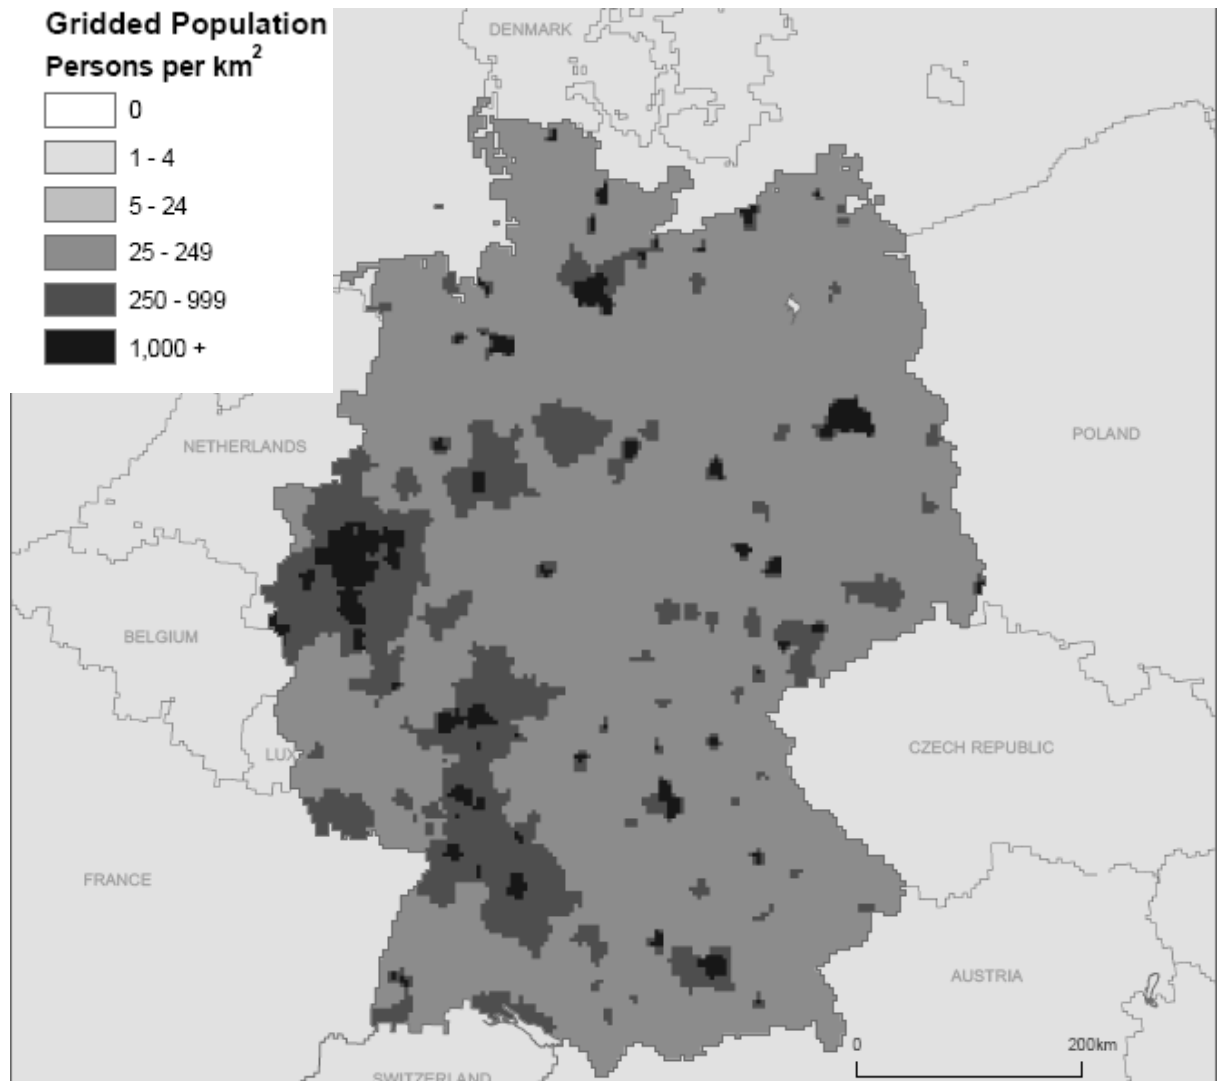 Gridded Population
Persons per km²
0
1 - 4
5 - 24
25 - 249
250 - 999
1,000 +
DENMARK
NETHERLANDS
POLAND
BELGIUM
LUX
CZECH REPUBLIC
FRANCE
AUSTRIA
0
200km
SWITZERLAND